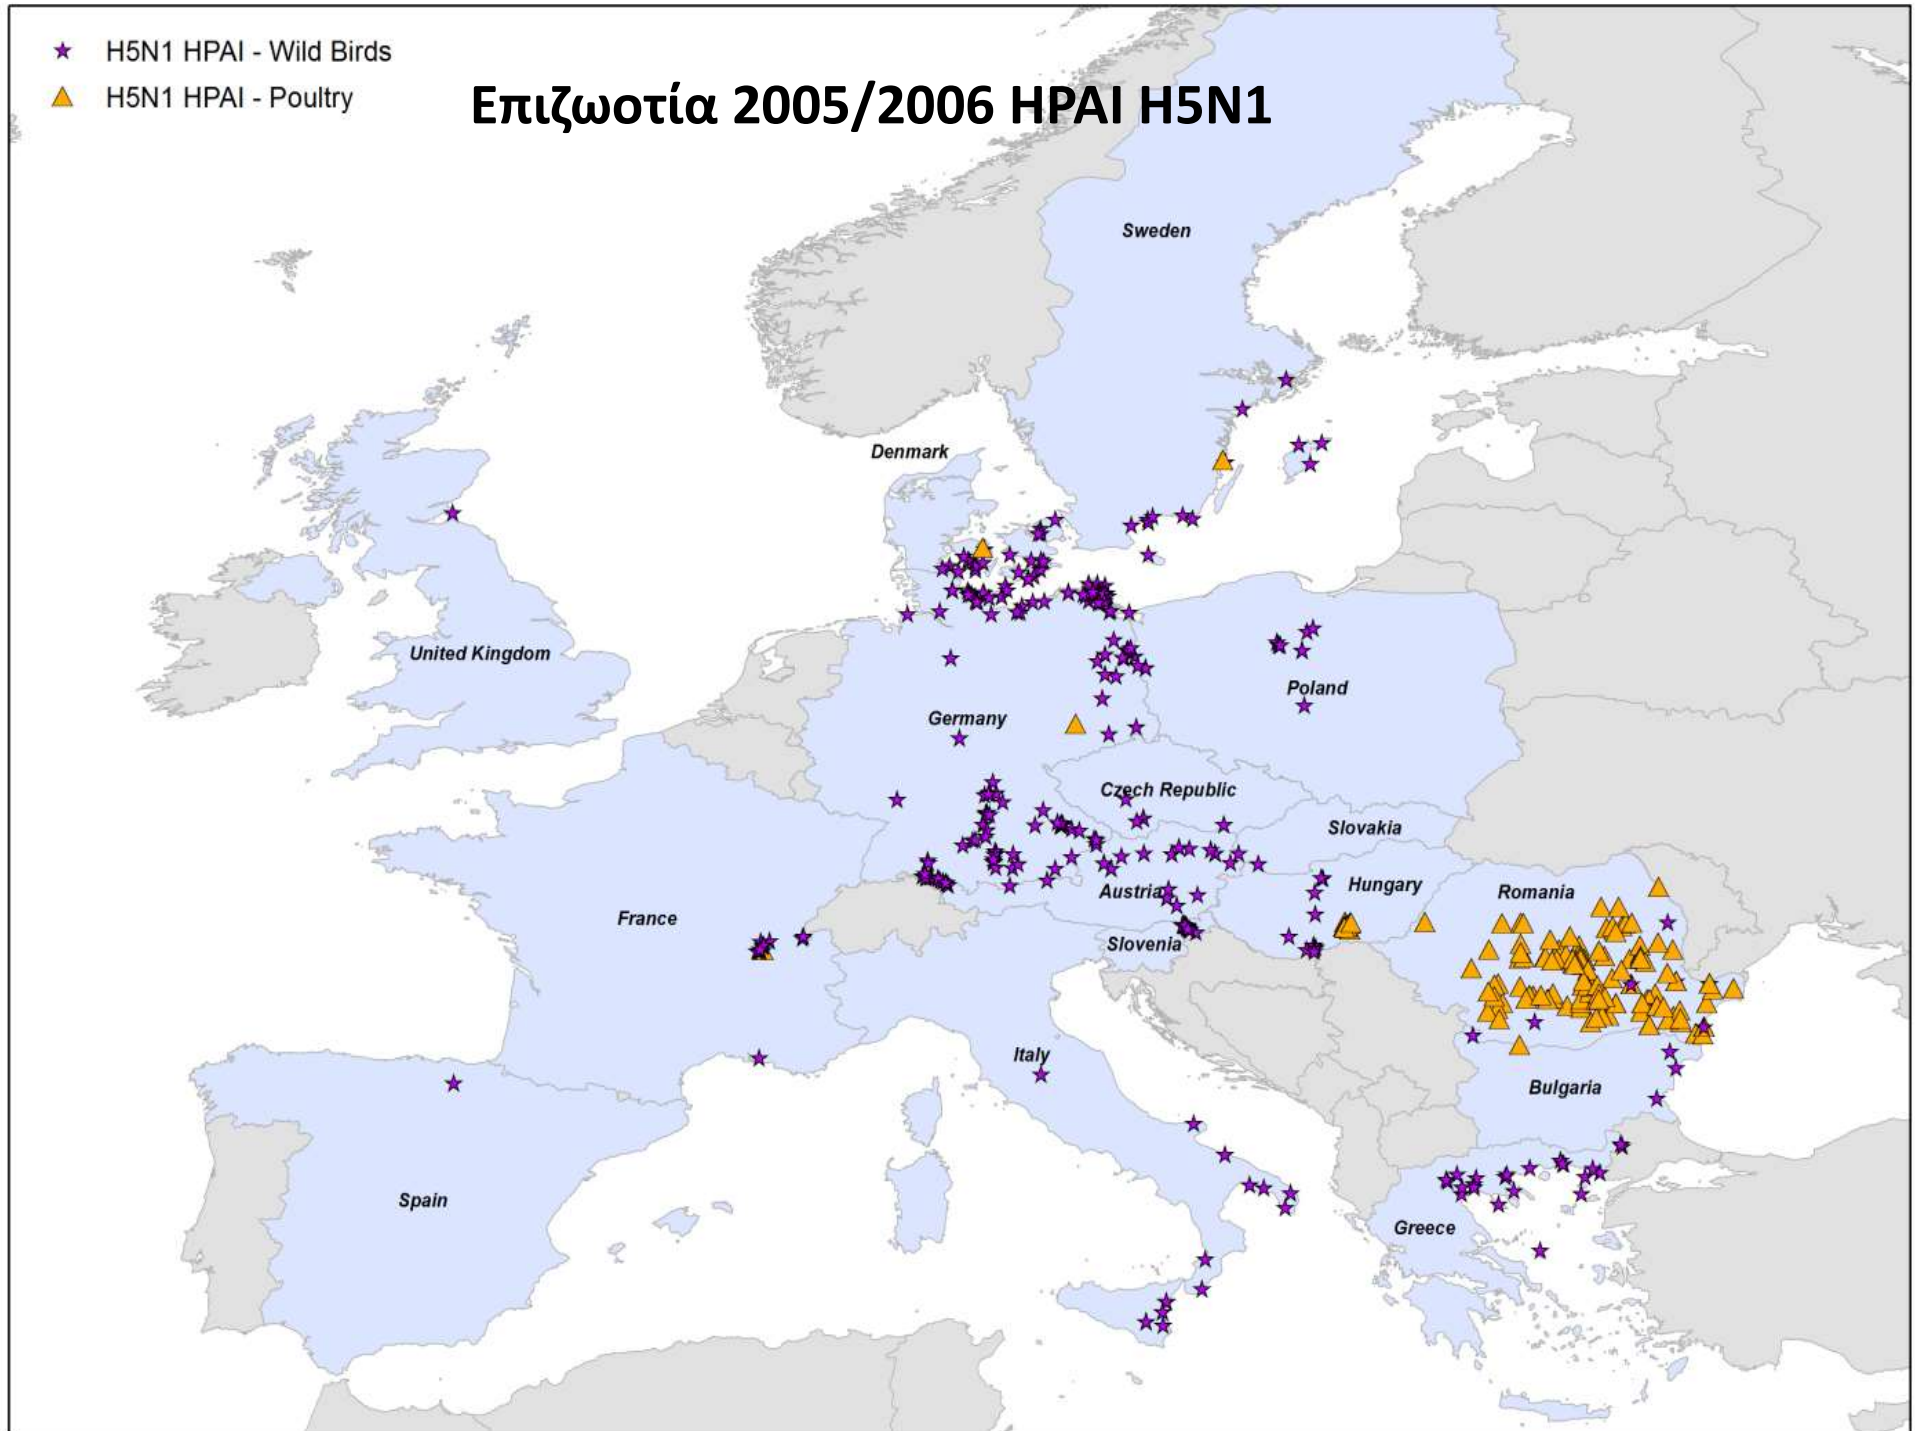 H5N1 HPAI - Wild Birds
H5N1 HPAI - Poultry
Επιζωοτία 2005/2006 HPAI H5N1
Sweden
Denmark
United Kingdom
Poland
Germany
Czech Republic
Slovakia
Hungary
Austria
Romania
France
Slovenia
Italy
Bulgaria
Spain
Greece